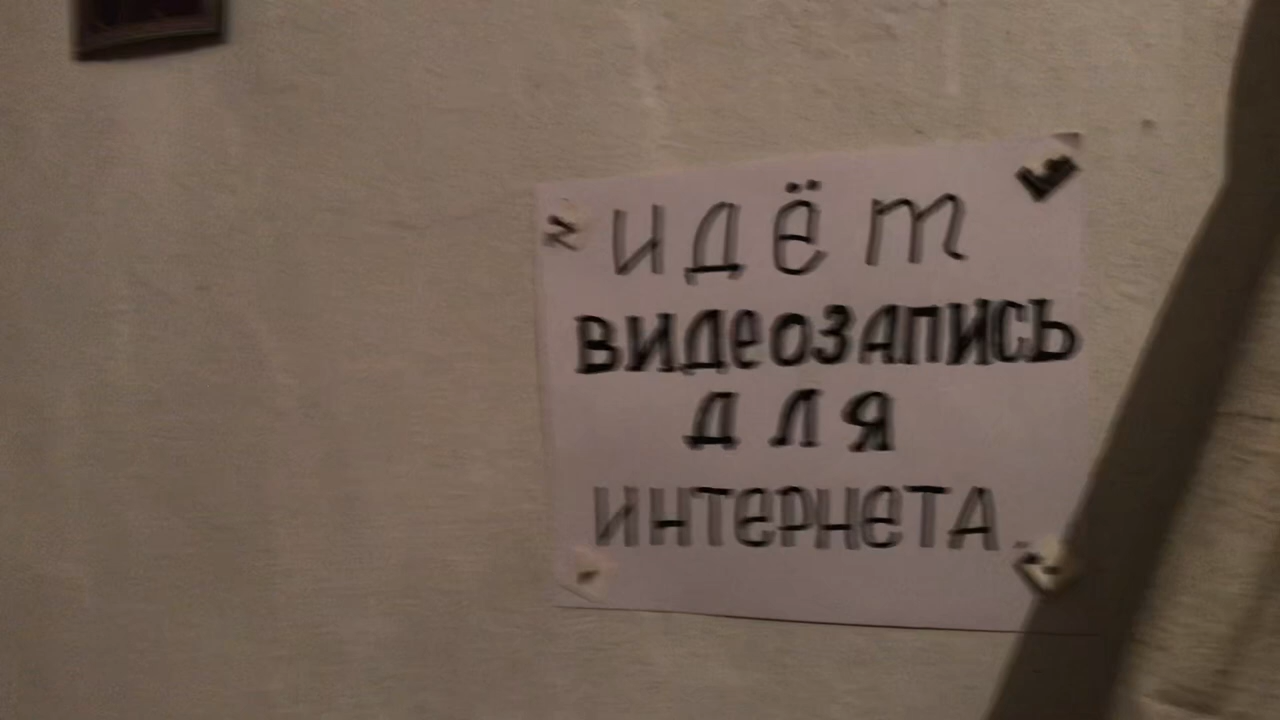 идёт
видеозапись
для
интернета.